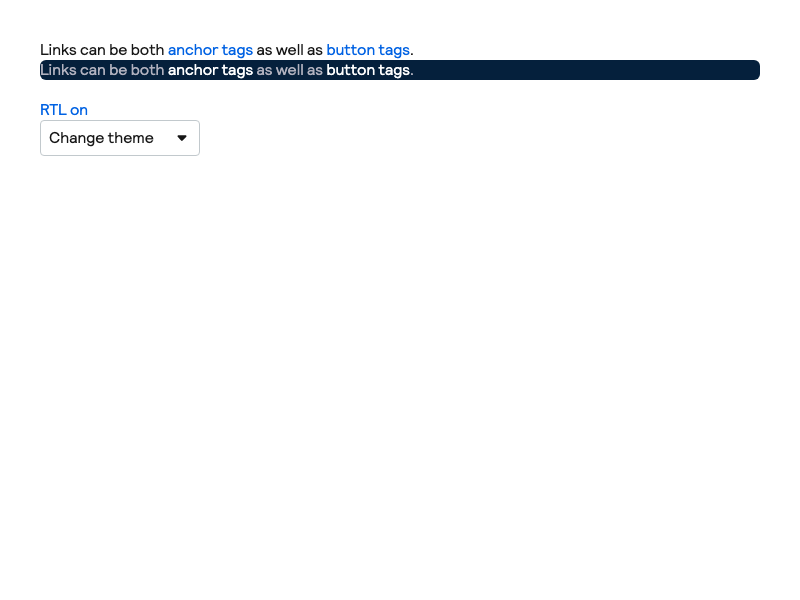 Links can be both anchor tags as well as button tags.
Links can be both anchor tags as well as button tags.
RTL on
Change theme